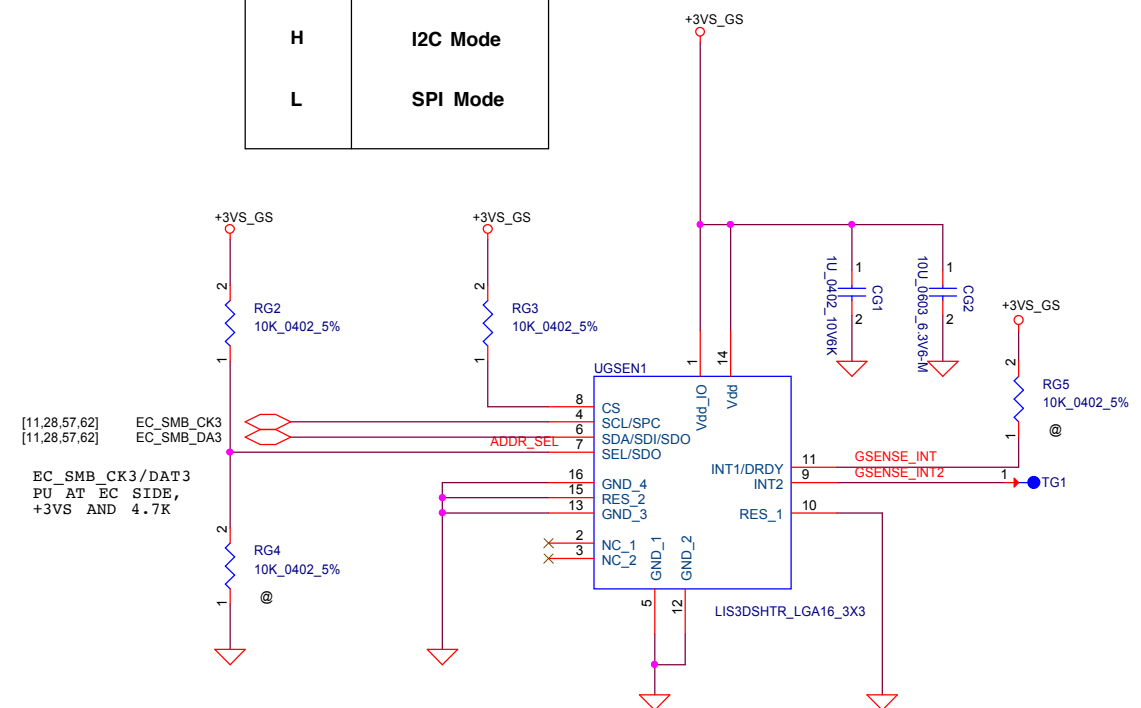 H I2C Mode
L SPI Mode
+3VS_GS
+3VS_GS
+3VS_GS
2
RG2
10K_0402_5%
1
2
RG3
10K_0402_5%
1
1
CG1
1U_0402_10V6K
2
1
CG2
10U_0603_6.3V6-M
2
+3VS_GS
2
RG5
10K_0402_5%
@
1
UGSEN1
1
14
Vdd_IO
Vdd
8 CS
[11,28,57,62] EC_SMB_CK3 4 SCL/SPC
[11,28,57,62] EC_SMB_DA3 6 SDA/SDI/SDO
ADDR_SEL 7 SEL/SDO
EC_SMB_CK3/DAT3
PU AT EC SIDE,
+3VS AND 4.7K
16 GND_4
15 RES_2
13 GND_3
2 NC_1
3 NC_2
INT1/DRDY 11 GSENSE_INT
INT2 9 GSENSE_INT2 1 TG1
RES_1 10
GND_1
GND_2
5
12
LIS3DSHTR_LGA16_3X3
2
RG4
10K_0402_5%
@
1